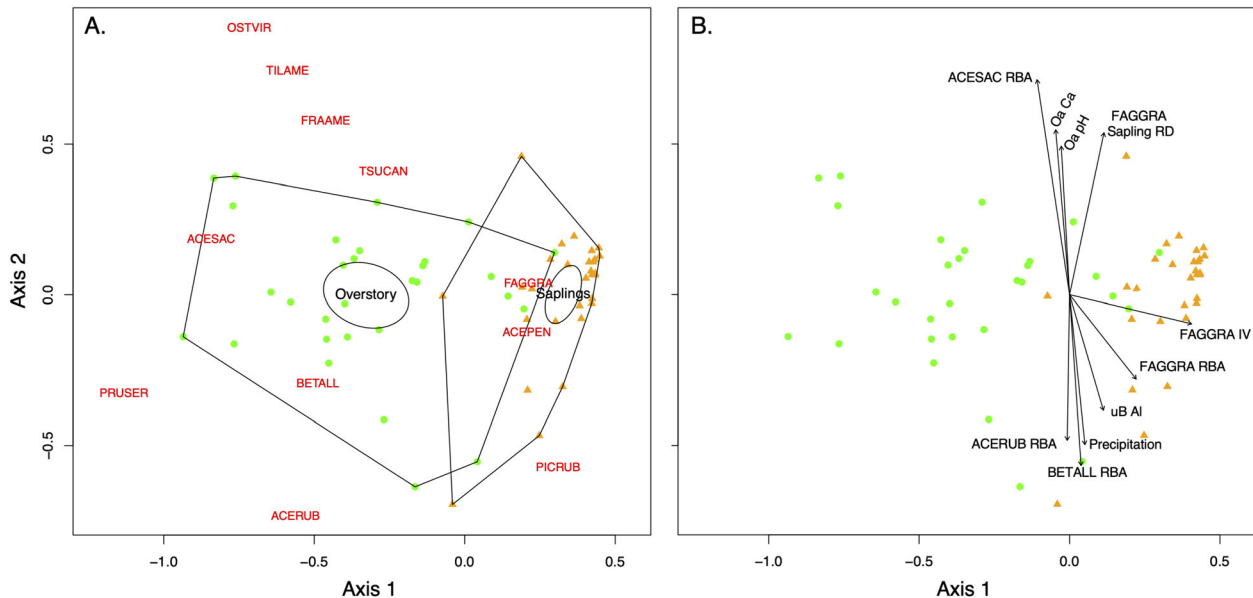 A.
OSTVIR
TILAME
FRAAME
TSUCAN
ACESAC
FAGGRA
Overstory
Saplings
ACEPEN
BETALL
PRUSER
PICRUB
ACERUB
0.5
0.0
−0.5
Axis 2
−1.0
−0.5
0.0
0.5
Axis 1
B.
ACESAC RBA
Oa Ca
Oa pH
FAGGRA
Sapling RD
FAGGRA IV
FAGGRA RBA
uB Al
ACERUB RBA
Precipitation
BETALL RBA
−1.0
−0.5
0.0
0.5
Axis 1